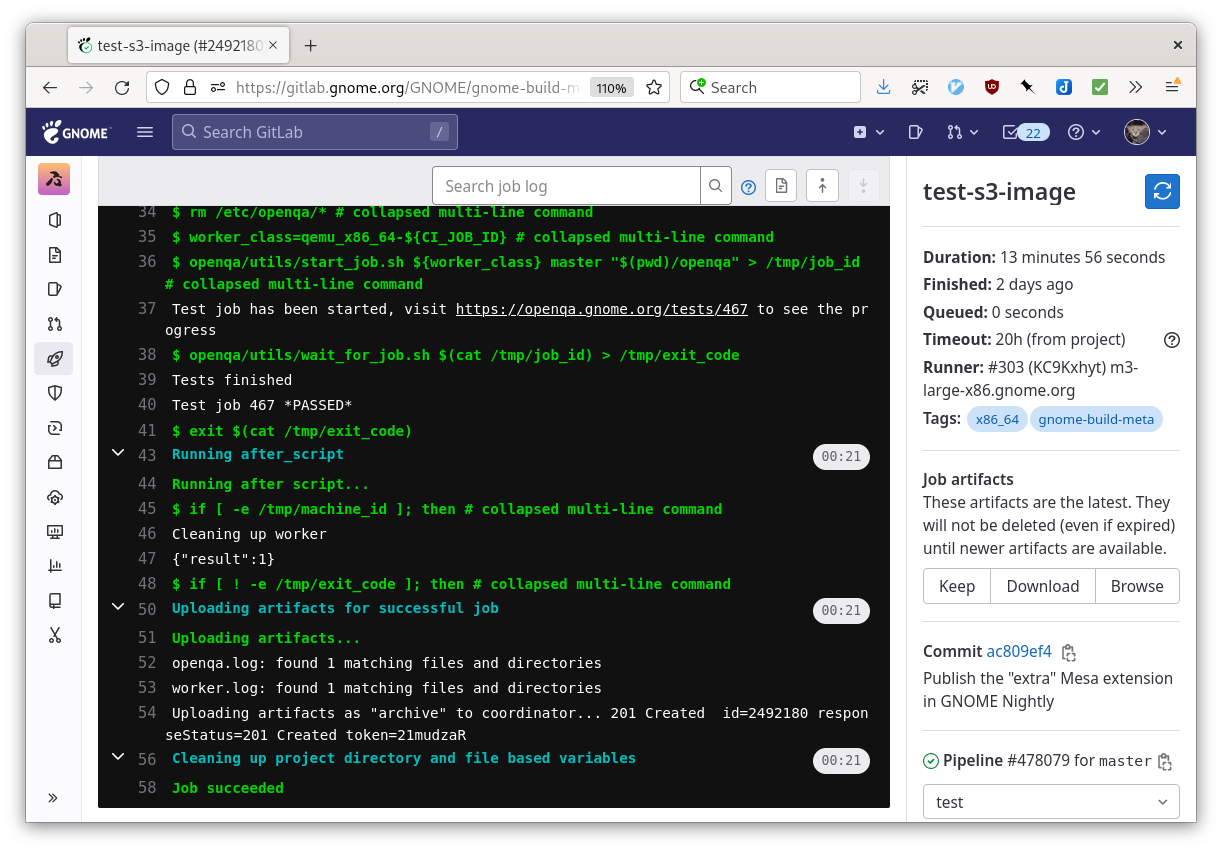 test-s3-image (#2492180
https://gitlab.gnome.org/GNOME/gnome-build-m
110%
Search
GNOME
Search GitLab
/
22
Search job log
34 $ rm /etc/openqa/* # collapsed multi-line command
35 $ worker_class=qemu_x86_64-${CI_JOB_ID} # collapsed multi-line command
36 $ openqa/utils/start_job.sh ${worker_class} master "$(pwd)/openqa" > /tmp/job_id
# collapsed multi-line command
37 Test job has been started, visit https://openqa.gnome.org/tests/467 to see the pr
ogress
38 $ openqa/utils/wait_for_job.sh $(cat /tmp/job_id) > /tmp/exit_code
39 Tests finished
40 Test job 467 *PASSED*
41 $ exit $(cat /tmp/exit_code)
43 Running after_script 00:21
44 Running after script...
45 $ if [ -e /tmp/machine_id ]; then # collapsed multi-line command
46 Cleaning up worker
47 {"result":1}
48 $ if [ ! -e /tmp/exit_code ]; then # collapsed multi-line command
50 Uploading artifacts for successful job 00:21
51 Uploading artifacts...
52 openqa.log: found 1 matching files and directories
53 worker.log: found 1 matching files and directories
54 Uploading artifacts as "archive" to coordinator... 201 Created  id=2492180 respon
seStatus=201 Created token=21mudzaR
56 Cleaning up project directory and file based variables 00:21
58 Job succeeded
test-s3-image
Duration: 13 minutes 56 seconds
Finished: 2 days ago
Queued: 0 seconds
Timeout: 20h (from project)
Runner: #303 (KC9Kxhyt) m3-
large-x86.gnome.org
Tags: x86_64 gnome-build-meta
Job artifacts
These artifacts are the latest. They
will not be deleted (even if expired)
until newer artifacts are available.
Keep Download Browse
Commit ac809ef4
Publish the "extra" Mesa extension
in GNOME Nightly
Pipeline #478079 for master
test